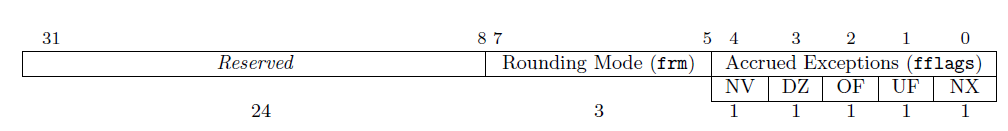 31 8 7 5 4 3 2 1 0
Reserved Rounding Mode (frm) Accrued Exceptions (fflags)
NV DZ OF UF NX
24 3 1 1 1 1 1